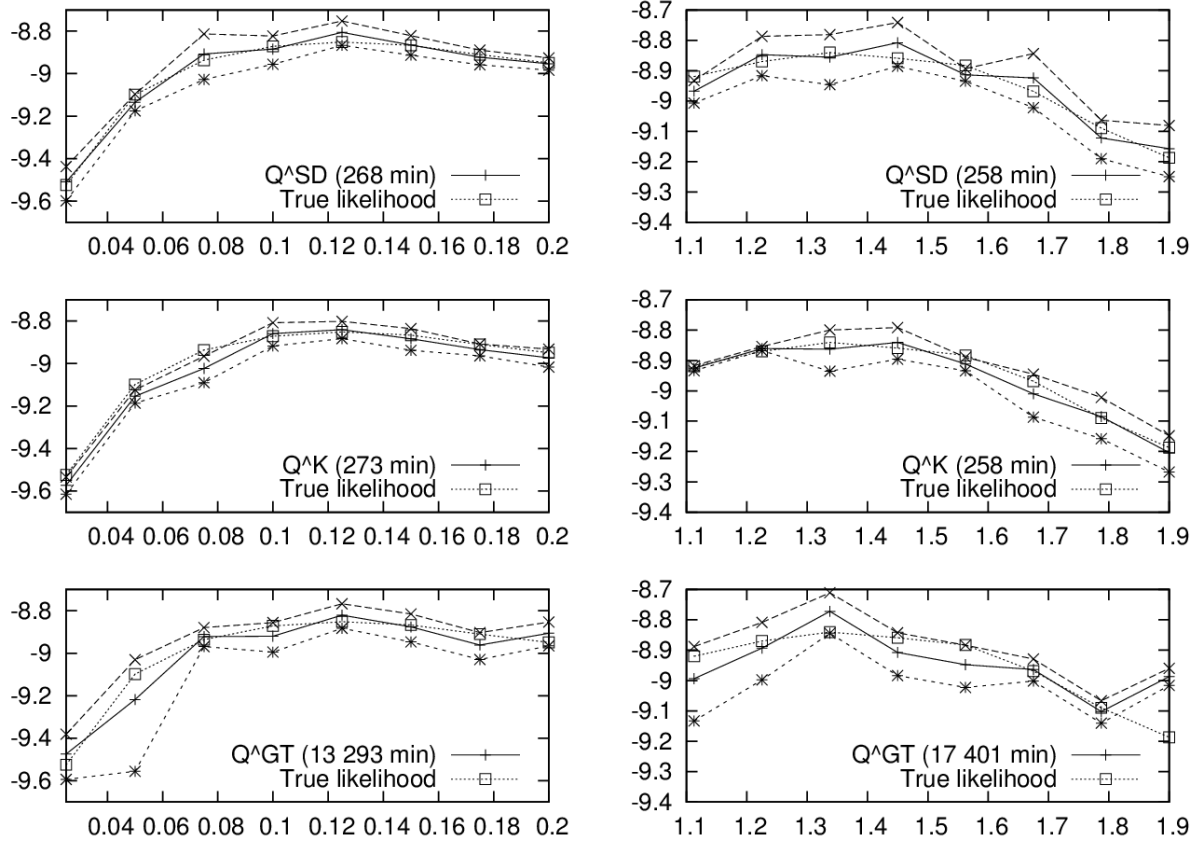 -8.8
-9
-9.2
-9.4
-9.6
Q^SD (268 min)
True likelihood
0.04 0.06 0.08 0.1 0.12 0.14 0.16 0.18 0.2
-8.7
-8.8
-8.9
-9
-9.1
-9.2
-9.3
-9.4
Q^SD (258 min)
True likelihood
1.1 1.2 1.3 1.4 1.5 1.6 1.7 1.8 1.9
-8.8
-9
-9.2
-9.4
-9.6
Q^K (273 min)
True likelihood
0.04 0.06 0.08 0.1 0.12 0.14 0.16 0.18 0.2
-8.7
-8.8
-8.9
-9
-9.1
-9.2
-9.3
-9.4
Q^K (258 min)
True likelihood
1.1 1.2 1.3 1.4 1.5 1.6 1.7 1.8 1.9
-8.8
-9
-9.2
-9.4
-9.6
Q^GT (13 293 min)
True likelihood
0.04 0.06 0.08 0.1 0.12 0.14 0.16 0.18 0.2
-8.7
-8.8
-8.9
-9
-9.1
-9.2
-9.3
-9.4
Q^GT (17 401 min)
True likelihood
1.1 1.2 1.3 1.4 1.5 1.6 1.7 1.8 1.9